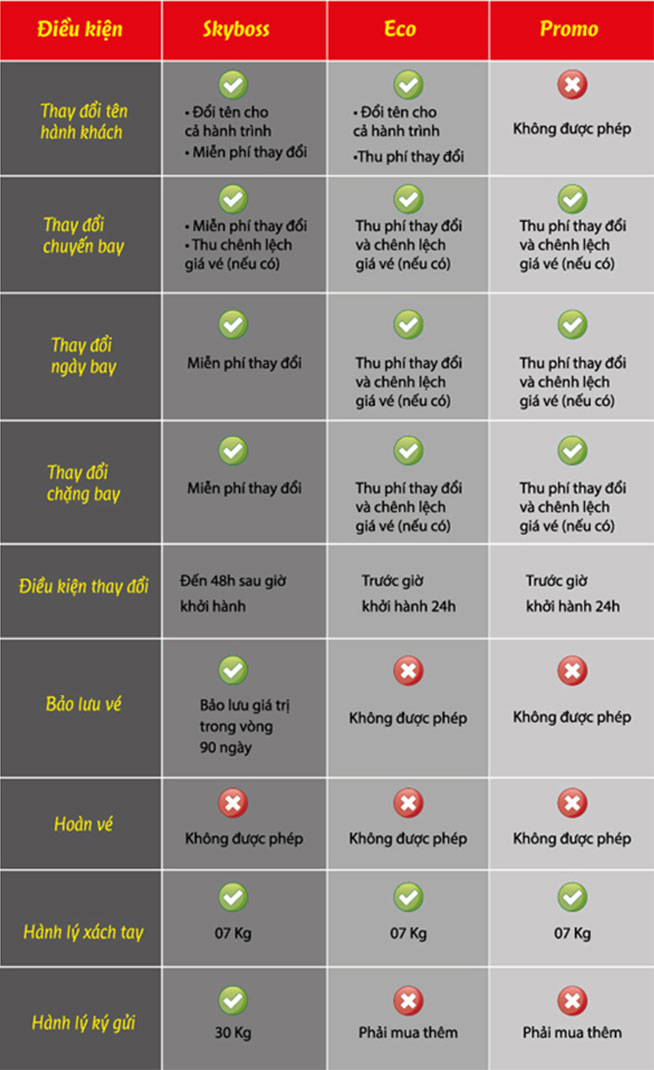 Điều kiện Skyboss Eco Promo
Thay đổi tên
hành khách
• Đổi tên cho
cả hành trình
• Miễn phí thay đổi
• Đổi tên cho
cả hành trình
•Thu phí thay đổi
Không được phép
Thay đổi
chuyến bay
• Miễn phí thay đổi
• Thu chênh lệch
giá vé (nếu có)
Thu phí thay đổi
và chênh lệch
giá vé (nếu có)
Thu phí thay đổi
và chênh lệch
giá vé (nếu có)
Thay đổi
ngày bay
Miễn phí thay đổi
Thu phí thay đổi
và chênh lệch
giá vé (nếu có)
Thu phí thay đổi
và chênh lệch
giá vé (nếu có)
Thay đổi
chặng bay
Miễn phí thay đổi
Thu phí thay đổi
và chênh lệch
giá vé (nếu có)
Thu phí thay đổi
và chênh lệch
giá vé (nếu có)
Điều kiện thay đổi
Đến 48h sau giờ
khởi hành
Trước giờ
khởi hành 24h
Trước giờ
khởi hành 24h
Bảo lưu vé
Bảo lưu giá trị
trong vòng
90 ngày
Không được phép
Không được phép
Hoàn vé
Không được phép
Không được phép
Không được phép
Hành lý xách tay
07 Kg
07 Kg
07 Kg
Hành lý ký gửi
30 Kg
Phải mua thêm
Phải mua thêm